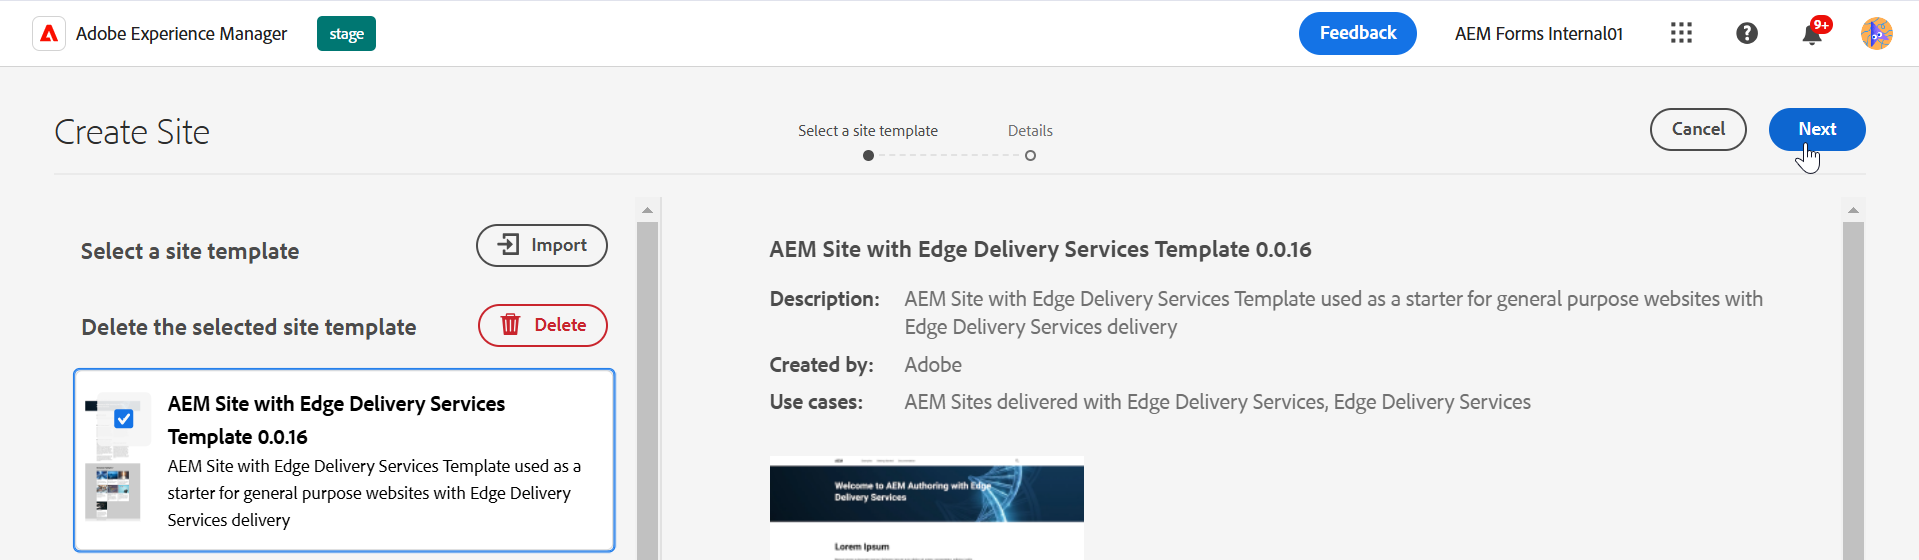 Adobe Experience Manager
stage
Feedback
AEM Forms Internal01
9+
Create Site
Select a site template
Details
Cancel
Next
Select a site template
Import
Delete the selected site template
Delete
AEM Site with Edge Delivery Services
Template 0.0.16
AEM Site with Edge Delivery Services Template used as a
starter for general purpose websites with Edge Delivery
Services delivery
AEM Site with Edge Delivery Services Template 0.0.16
Description: AEM Site with Edge Delivery Services Template used as a starter for general purpose websites with
Edge Delivery Services delivery
Created by: Adobe
Use cases: AEM Sites delivered with Edge Delivery Services, Edge Delivery Services
Welcome to AEM Authoring with Edge
Delivery Services
Lorem Ipsum